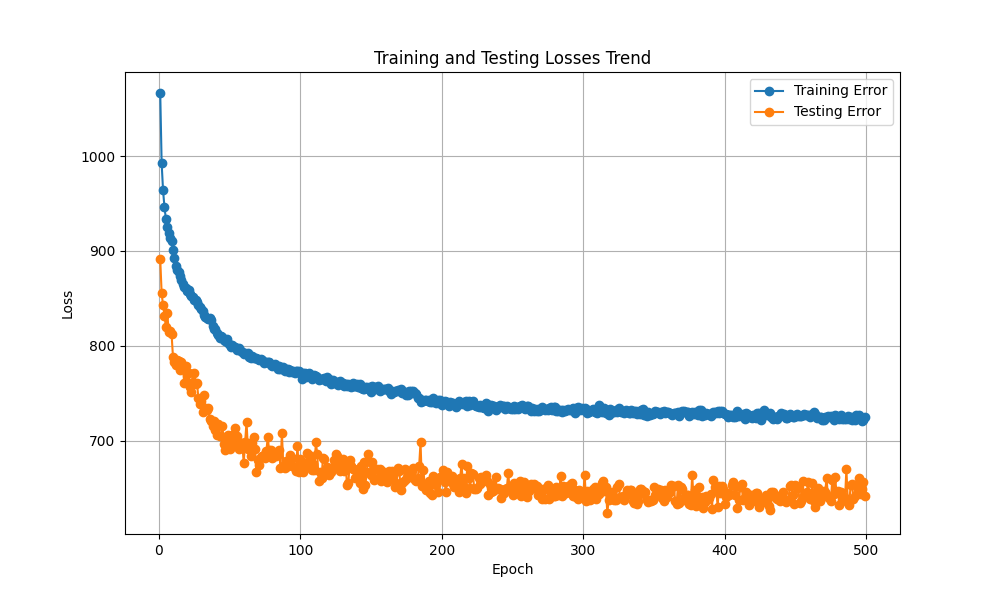 Training and Testing Losses Trend
Training Error
Testing Error
1000
900
800
700
Loss
0
100
200
300
400
500
Epoch